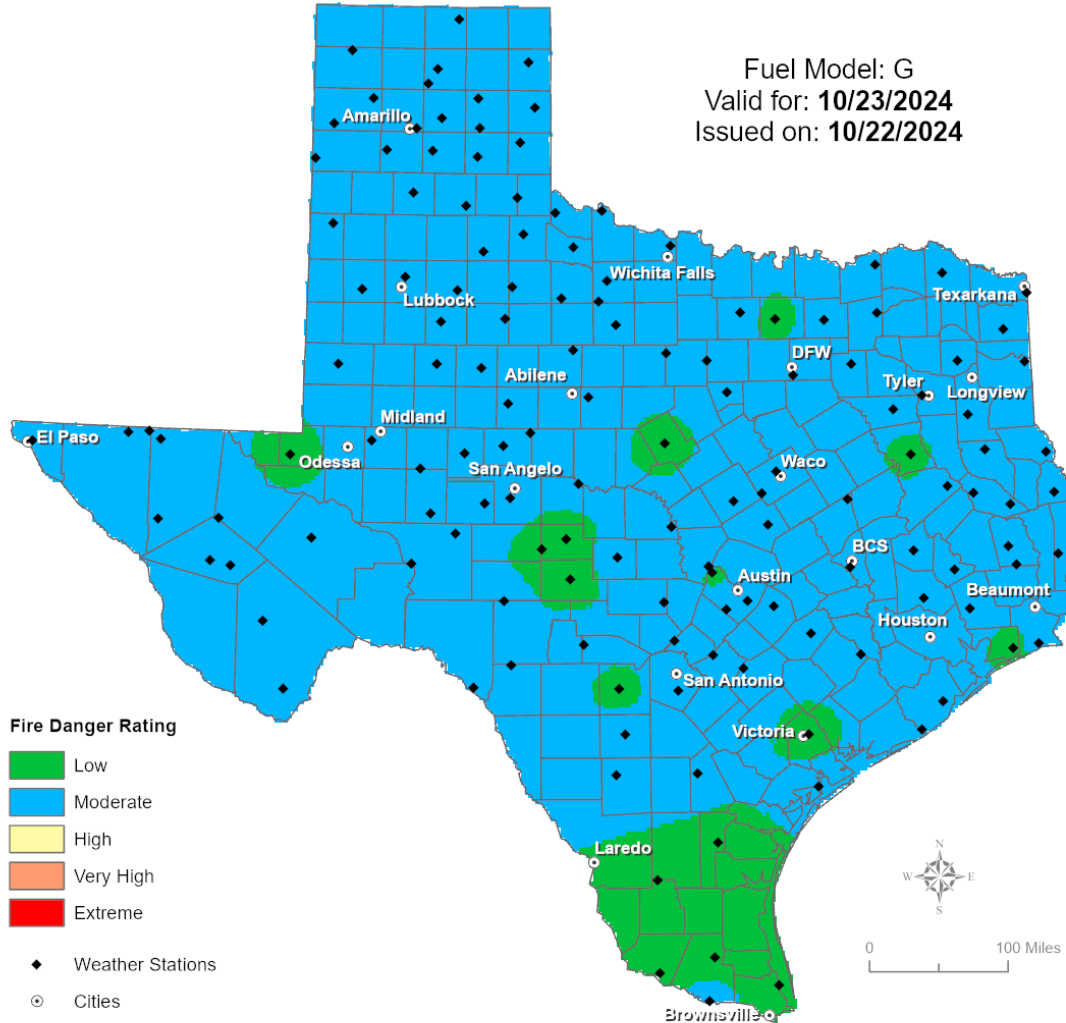 Fuel Model: G
Valid for: 10/23/2024
Issued on: 10/22/2024
Amarillo
Wichita Falls
Lubbock
Texarkana
DFW
Abilene
Tyler
Longview
Midland
El Paso
Odessa
San Angelo
Waco
BCS
Austin
Beaumont
Houston
San Antonio
Victoria
Laredo
Brownsville
Fire Danger Rating
Low
Moderate
High
Very High
Extreme
Weather Stations
Cities
N
W E
S
0 100 Miles